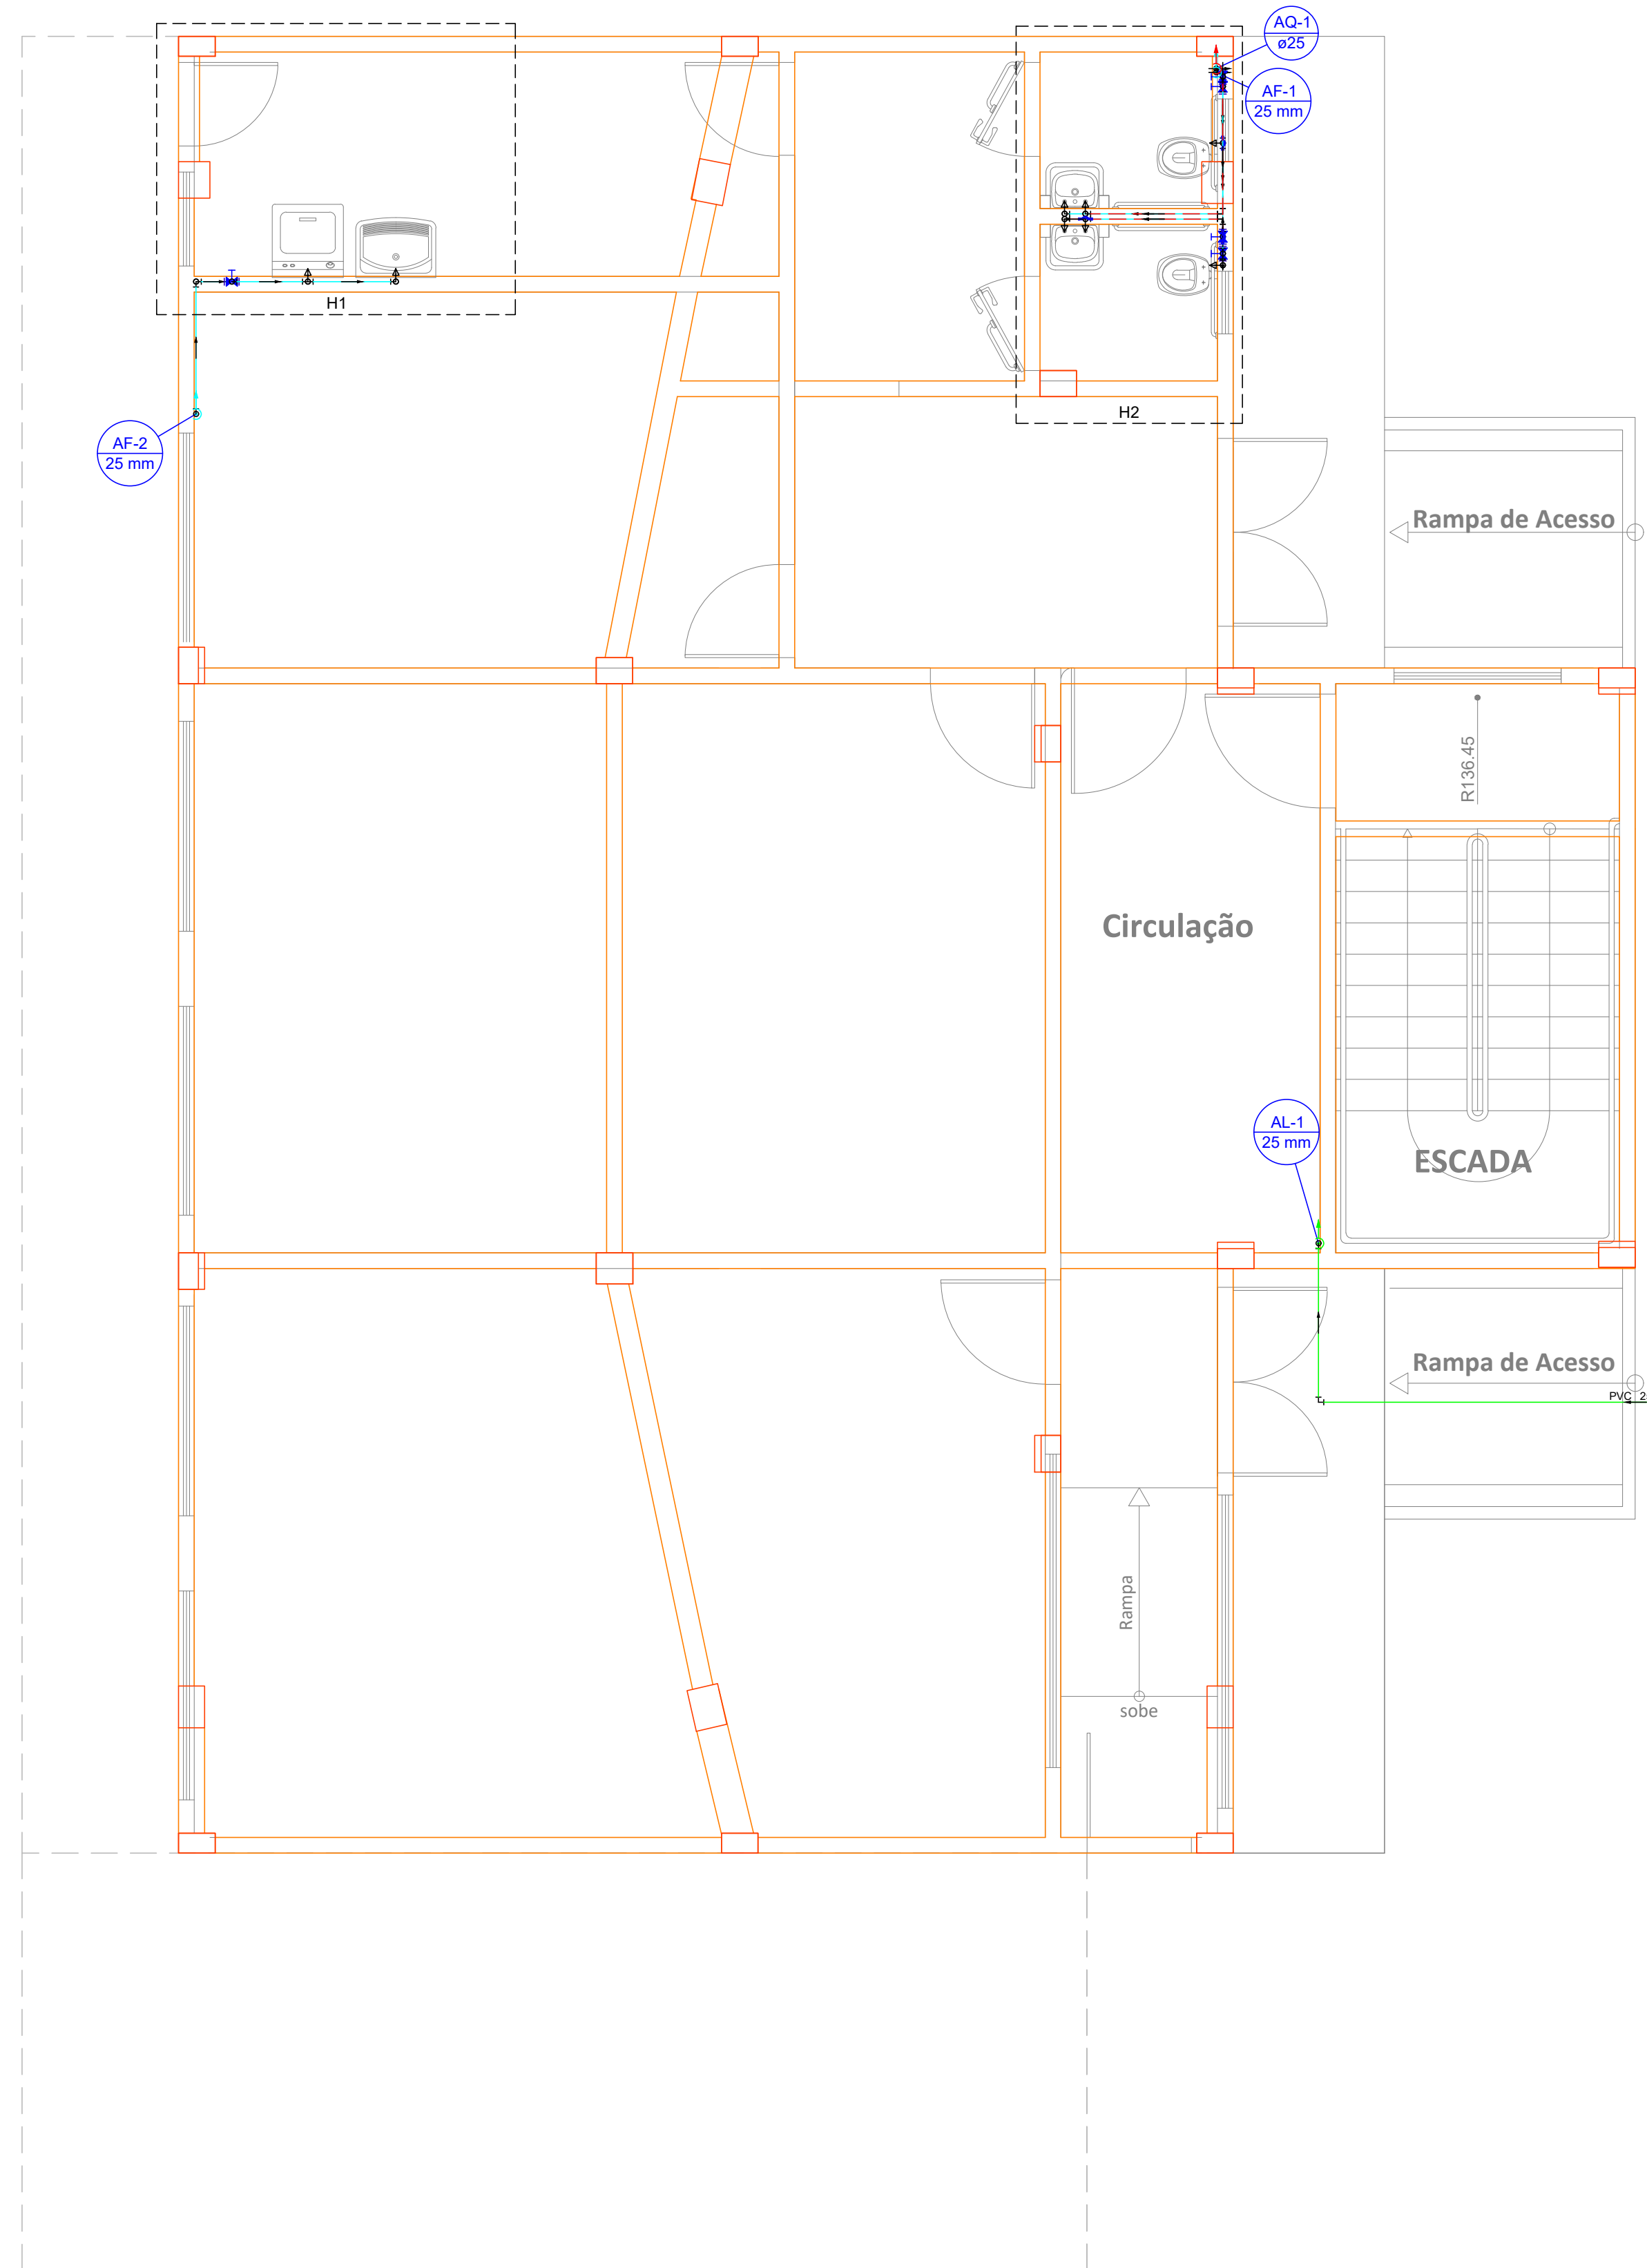 AQ-1
ø25
AF-1
25 mm
H1
H2
AF-2
25 mm
Rampa de Acesso
R136.45
Circulação
AL-1
25 mm
ESCADA
Rampa de Acesso
PVC 2
Rampa
sobe